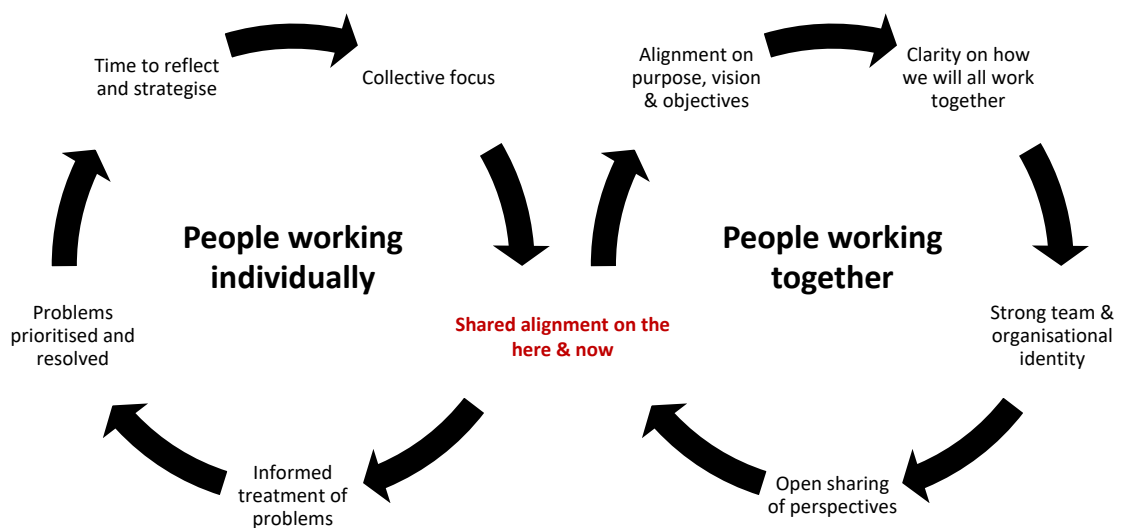 Time to reflect
and strategise
Collective focus
Alignment on
purpose, vision
& objectives
Clarity on how
we will all work
together
People working
individually
People working
together
Problems
prioritised and
resolved
Shared alignment on the
here & now
Strong team &
organisational
identity
Informed
treatment of
problems
Open sharing
of perspectives